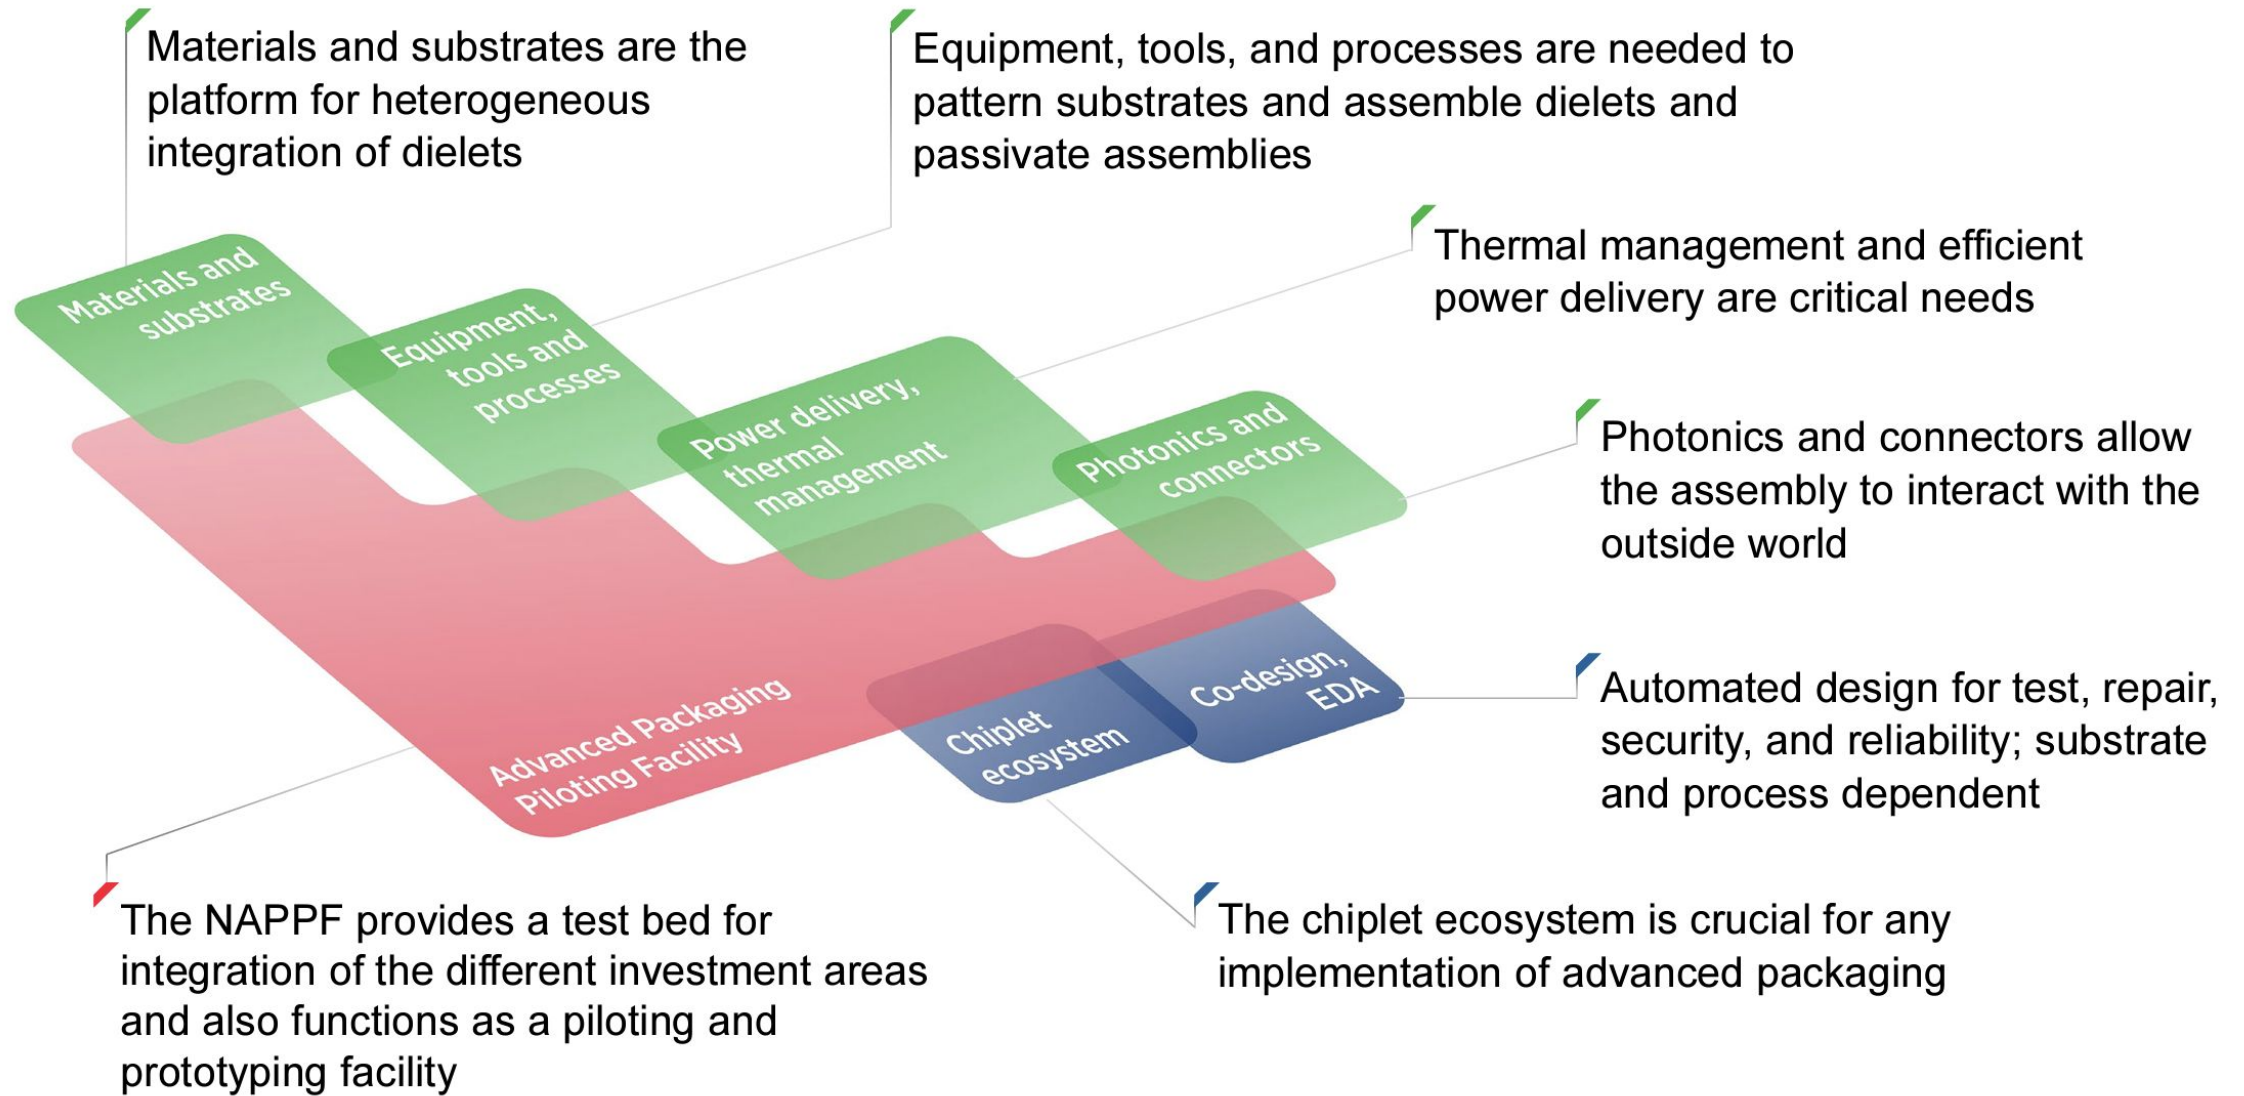 Materials and substrates are the
platform for heterogeneous
integration of dielets
Equipment, tools, and processes are needed to
pattern substrates and assemble dielets and
passivate assemblies
Thermal management and efficient
power delivery are critical needs
Photonics and connectors allow
the assembly to interact with the
outside world
Automated design for test, repair,
security, and reliability; substrate
and process dependent
The chiplet ecosystem is crucial for any
implementation of advanced packaging
The NAPPF provides a test bed for
integration of the different investment areas
and also functions as a piloting and
prototyping facility
Materials and
substrates
Equipment,
tools and
processes
Power delivery,
thermal
management
Photonics and
connectors
Advanced Packaging
Piloting Facility
Chiplet
ecosystem
Co-design,
EDA